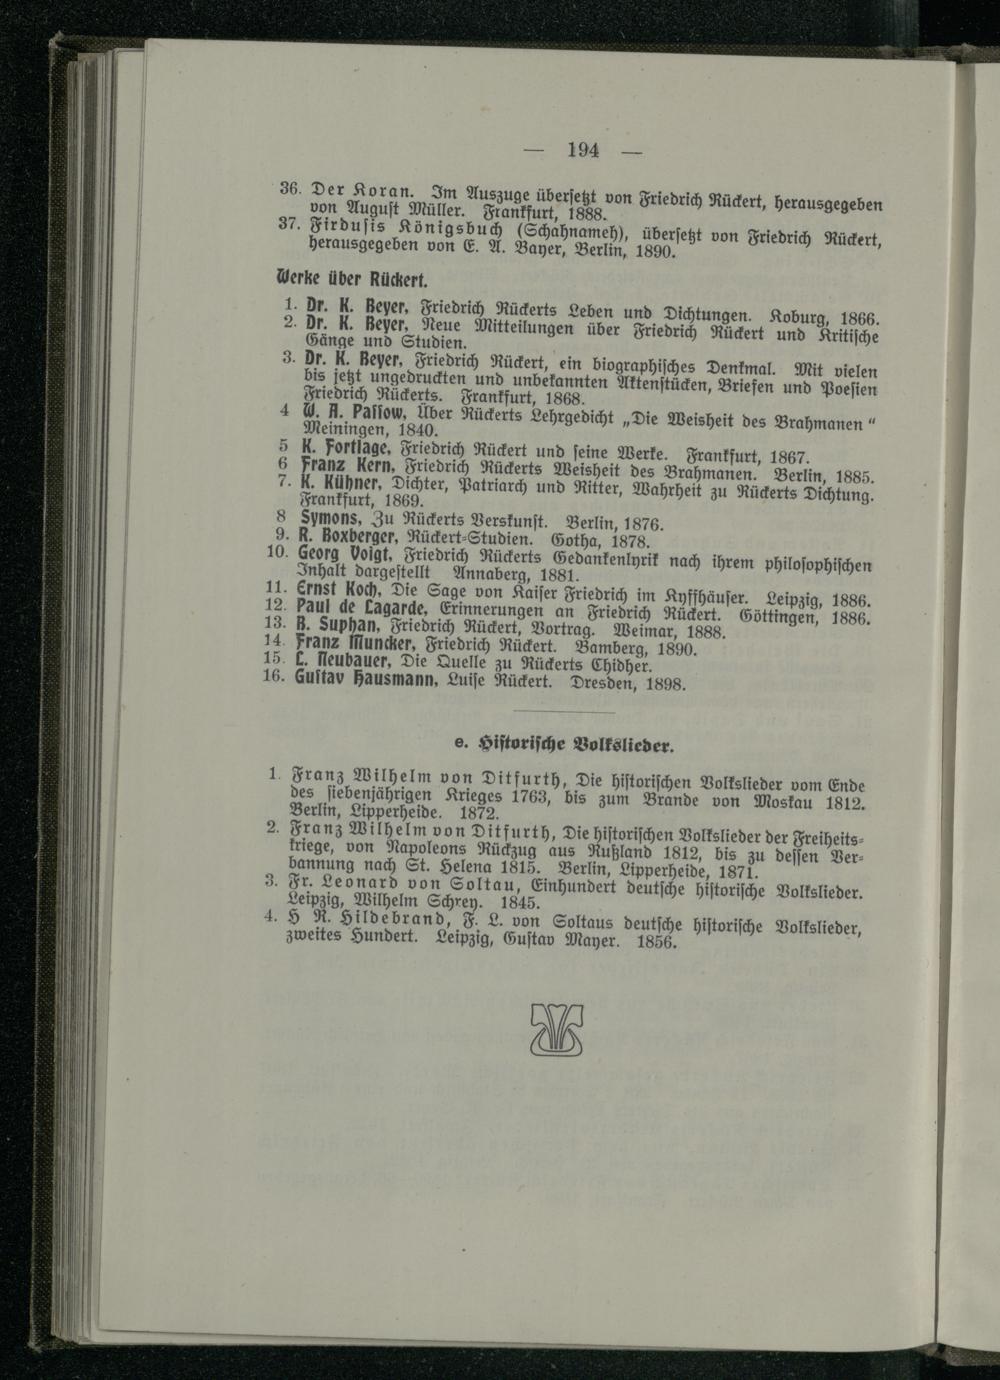 — 194 —
36. Der Koran. Im Auszuge übersetzt von Friedrich Rückert, herausgegeben
von August Müller. Frankfurt, 1888.
37. Firdusis Königsbuch (Schahnameh), übersetzt von Friedrich Rückert,
herausgegeben von E. A. Bayer, Berlin, 1890.
Werke über Rückert.
1. Dr. K. Beyer, Friedrich Rückerts Leben und Dichtungen. Koburg, 1866.
2. Dr. K. Beyer, Neue Mitteilungen über Friedrich Rückert und Kritische
Gänge und Studien.
3. Dr. K. Beyer, Friedrich Rückert, ein biographisches Denkmal. Mit vielen
bis jetzt ungedruckten und unbekannten Aktenstücken, Briefen und Poesien
Friedrich Rückerts. Frankfurt, 1868.
4 W. A. Passow, Über Rückerts Lehrgedicht „Die Weisheit des Brahmanen“
Meiningen, 1840.
5 K. Fortlage, Friedrich Rückert und seine Werke. Frankfurt, 1867.
6 Franz Kern, Friedrich Rückerts Weisheit des Brahmanen. Berlin, 1885.
7. K. Kühner, Dichter, Patriarch und Ritter, Wahrheit zu Rückerts Dichtung.
Frankfurt, 1869.
8 Symons, Zu Rückerts Verskunst. Berlin, 1876.
9. R. Boxberger, Rückert-Studien. Gotha, 1878.
10. Georg Voigt, Friedrich Rückerts Gedankenlyrik nach ihrem philosophischen
Inhalt dargestellt Annaberg, 1881.
11. Ernst Koch, Die Sage von Kaiser Friedrich im Kyffhäuser. Leipzig, 1886.
12. Paul de Lagarde, Erinnerungen an Friedrich Rückert. Göttingen, 1886.
13. B. Suphan, Friedrich Rückert, Vortrag. Weimar, 1888.
14. Franz Muncker, Friedrich Rückert. Bamberg, 1890.
15. L. Neubauer, Die Quelle zu Rückerts Chidher.
16. Gustav Hausmann, Luise Rückert. Dresden, 1898.
e. Historische Volkslieder.
1. Franz Wilhelm von Ditfurth, Die historischen Volkslieder vom Ende
des siebenjährigen Krieges 1763, bis zum Brande von Moskau 1812.
Berlin, Lipperheide. 1872.
2. Franz Wilhelm von Ditfurth, Die historischen Volkslieder der Freiheits-
kriege, von Napoleons Rückzug aus Rußland 1812, bis zu dessen Ver-
bannung nach St. Helena 1815. Berlin, Lipperheide, 1871.
3. Fr. Leonard von Soltau, Einhundert deutsche historische Volkslieder.
Leipzig, Wilhelm Schrey. 1845.
4. H R. Hildebrand, F. L. von Soltaus deutsche historische Volkslieder,
zweites Hundert. Leipzig, Gustav Mayer. 1856.